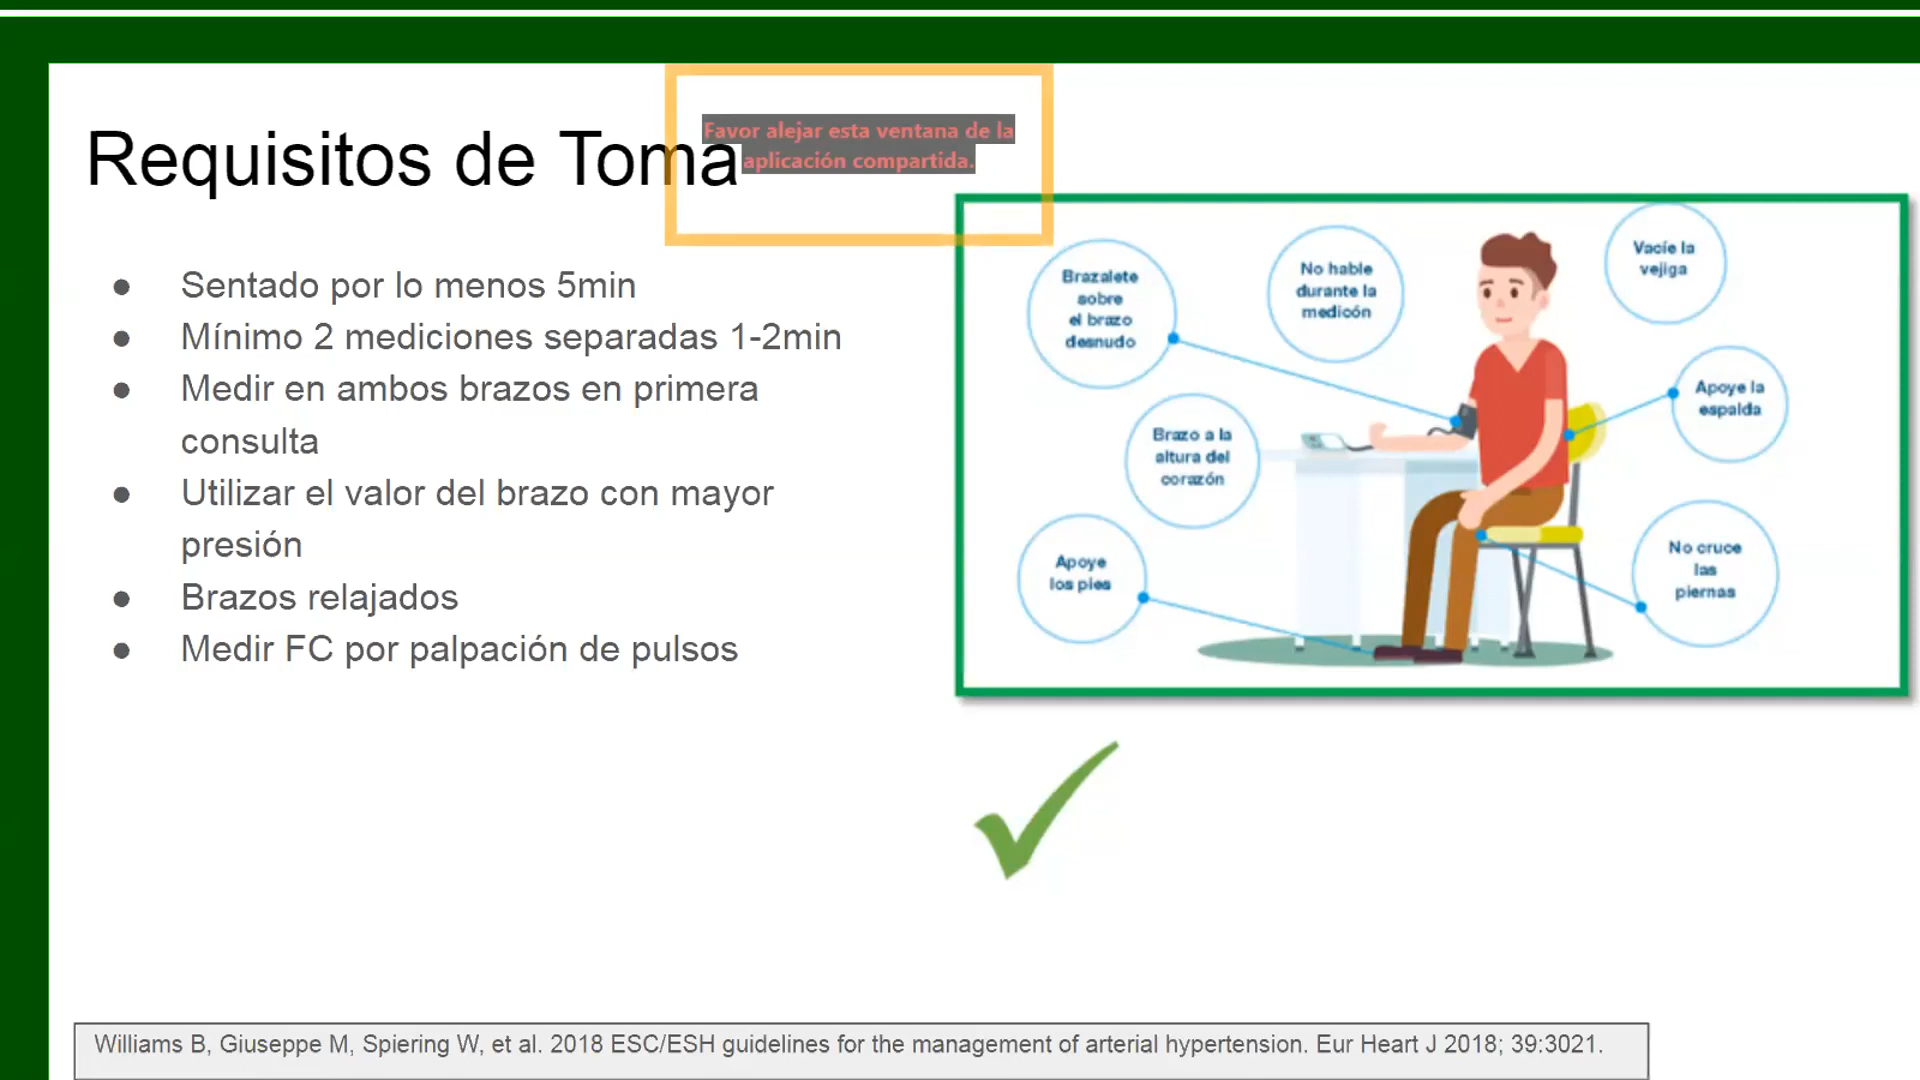 Requisitos de Toma
Favor alejar esta ventana de la
aplicación compartida.
● Sentado por lo menos 5min
● Mínimo 2 mediciones separadas 1-2min
● Medir en ambos brazos en primera
consulta
● Utilizar el valor del brazo con mayor
presión
● Brazos relajados
● Medir FC por palpación de pulsos
Brazalete
sobre
el brazo
desnudo
No hable
durante la
medicón
Vacíe la
vejiga
Apoye la
espalda
Brazo a la
altura del
corazón
Apoye
los pies
No cruce
las
piernas
Williams B, Giuseppe M, Spiering W, et al. 2018 ESC/ESH guidelines for the management of arterial hypertension. Eur Heart J 2018; 39:3021.